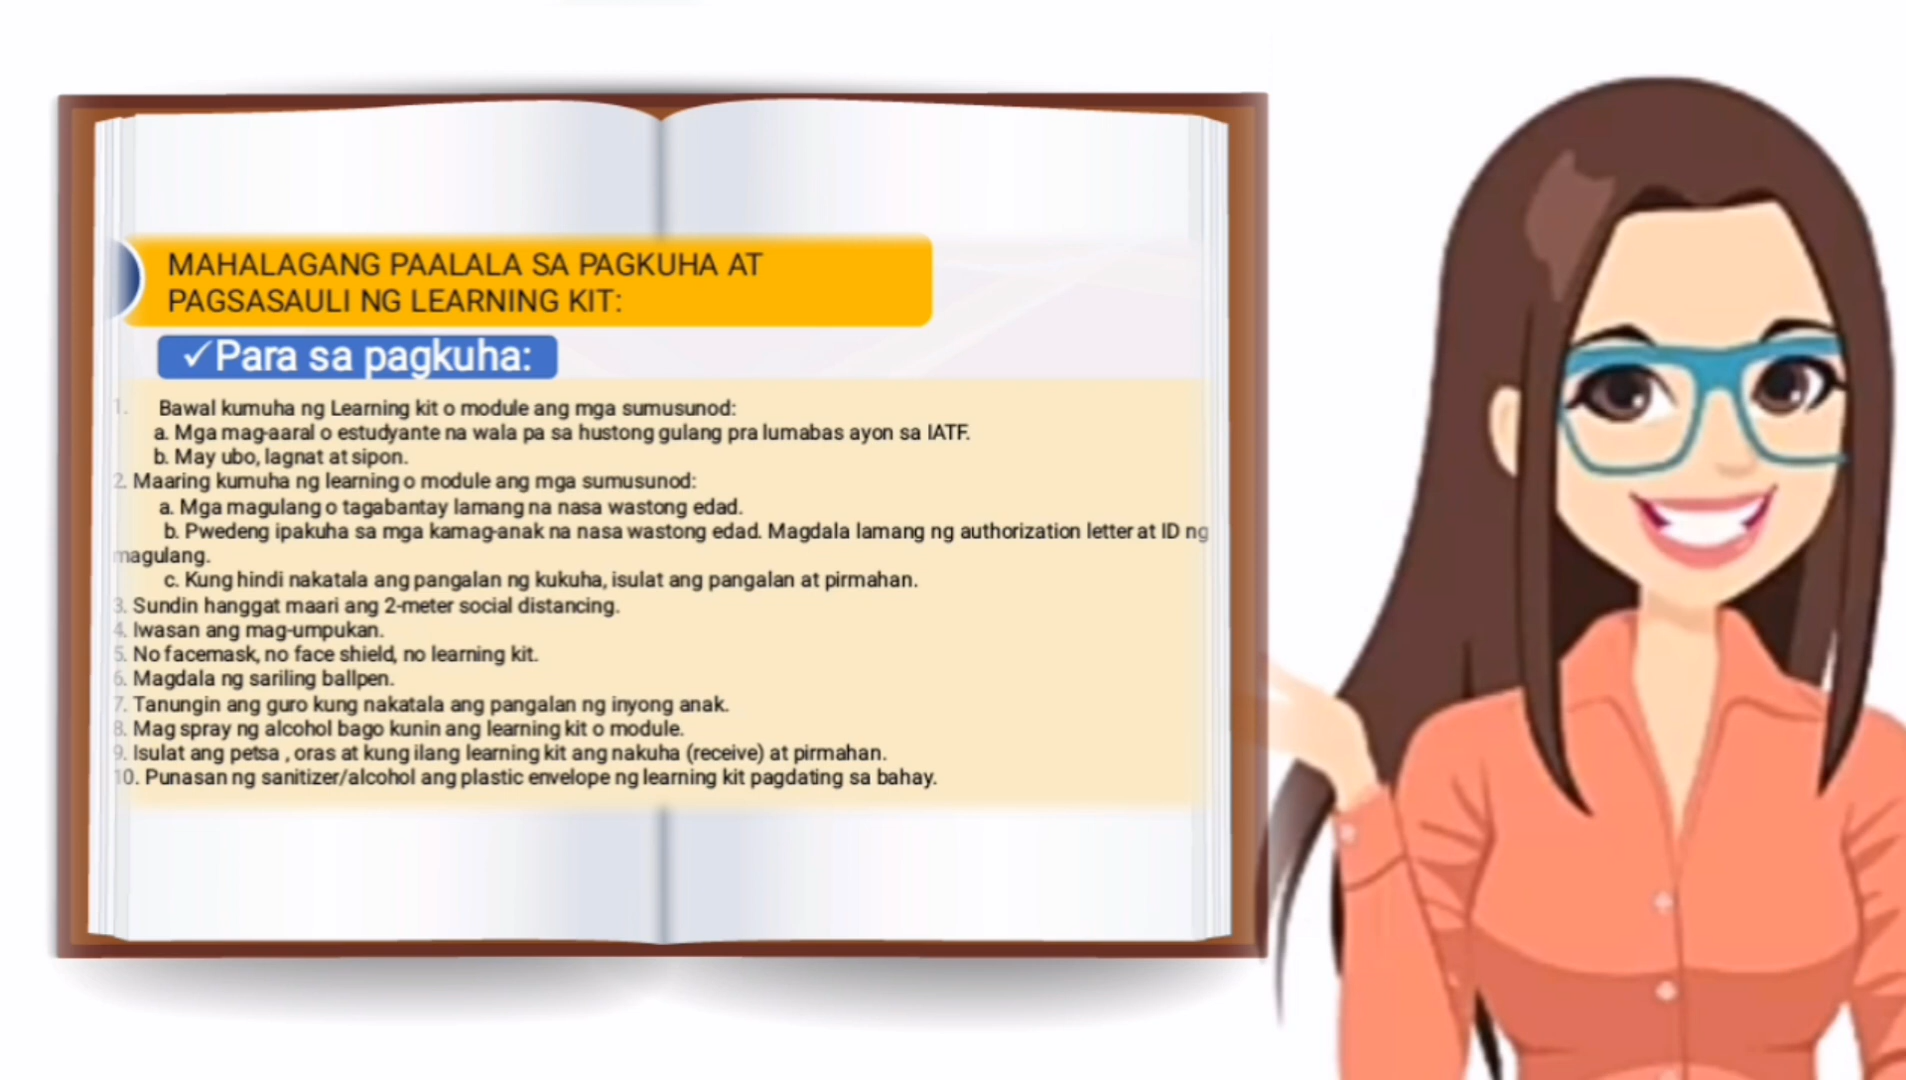 MAHALAGANG PAALALA SA PAGKUHA AT
PAGSASAULI NG LEARNING KIT:
✓Para sa pagkuha:
1. Bawal kumuha ng Learning kit o module ang mga sumusunod:
a. Mga mag-aaral o estudyante na wala pa sa hustong gulang pra lumabas ayon sa IATF.
b. May ubo, lagnat at sipon.
2. Maaring kumuha ng learning o module ang mga sumusunod:
a. Mga magulang o tagabantay lamang na nasa wastong edad.
b. Pwedeng ipakuha sa mga kamag-anak na nasa wastong edad. Magdala lamang ng authorization letter at ID ng
magulang.
c. Kung hindi nakatala ang pangalan ng kukuha, isulat ang pangalan at pirmahan.
3. Sundin hanggat maari ang 2-meter social distancing.
4. Iwasan ang mag-umpukan.
5. No facemask, no face shield, no learning kit.
6. Magdala ng sariling ballpen.
7. Tanungin ang guro kung nakatala ang pangalan ng inyong anak.
8. Mag spray ng alcohol bago kunin ang learning kit o module.
9. Isulat ang petsa , oras at kung ilang learning kit ang nakuha (receive) at pirmahan.
10. Punasan ng sanitizer/alcohol ang plastic envelope ng learning kit pagdating sa bahay.